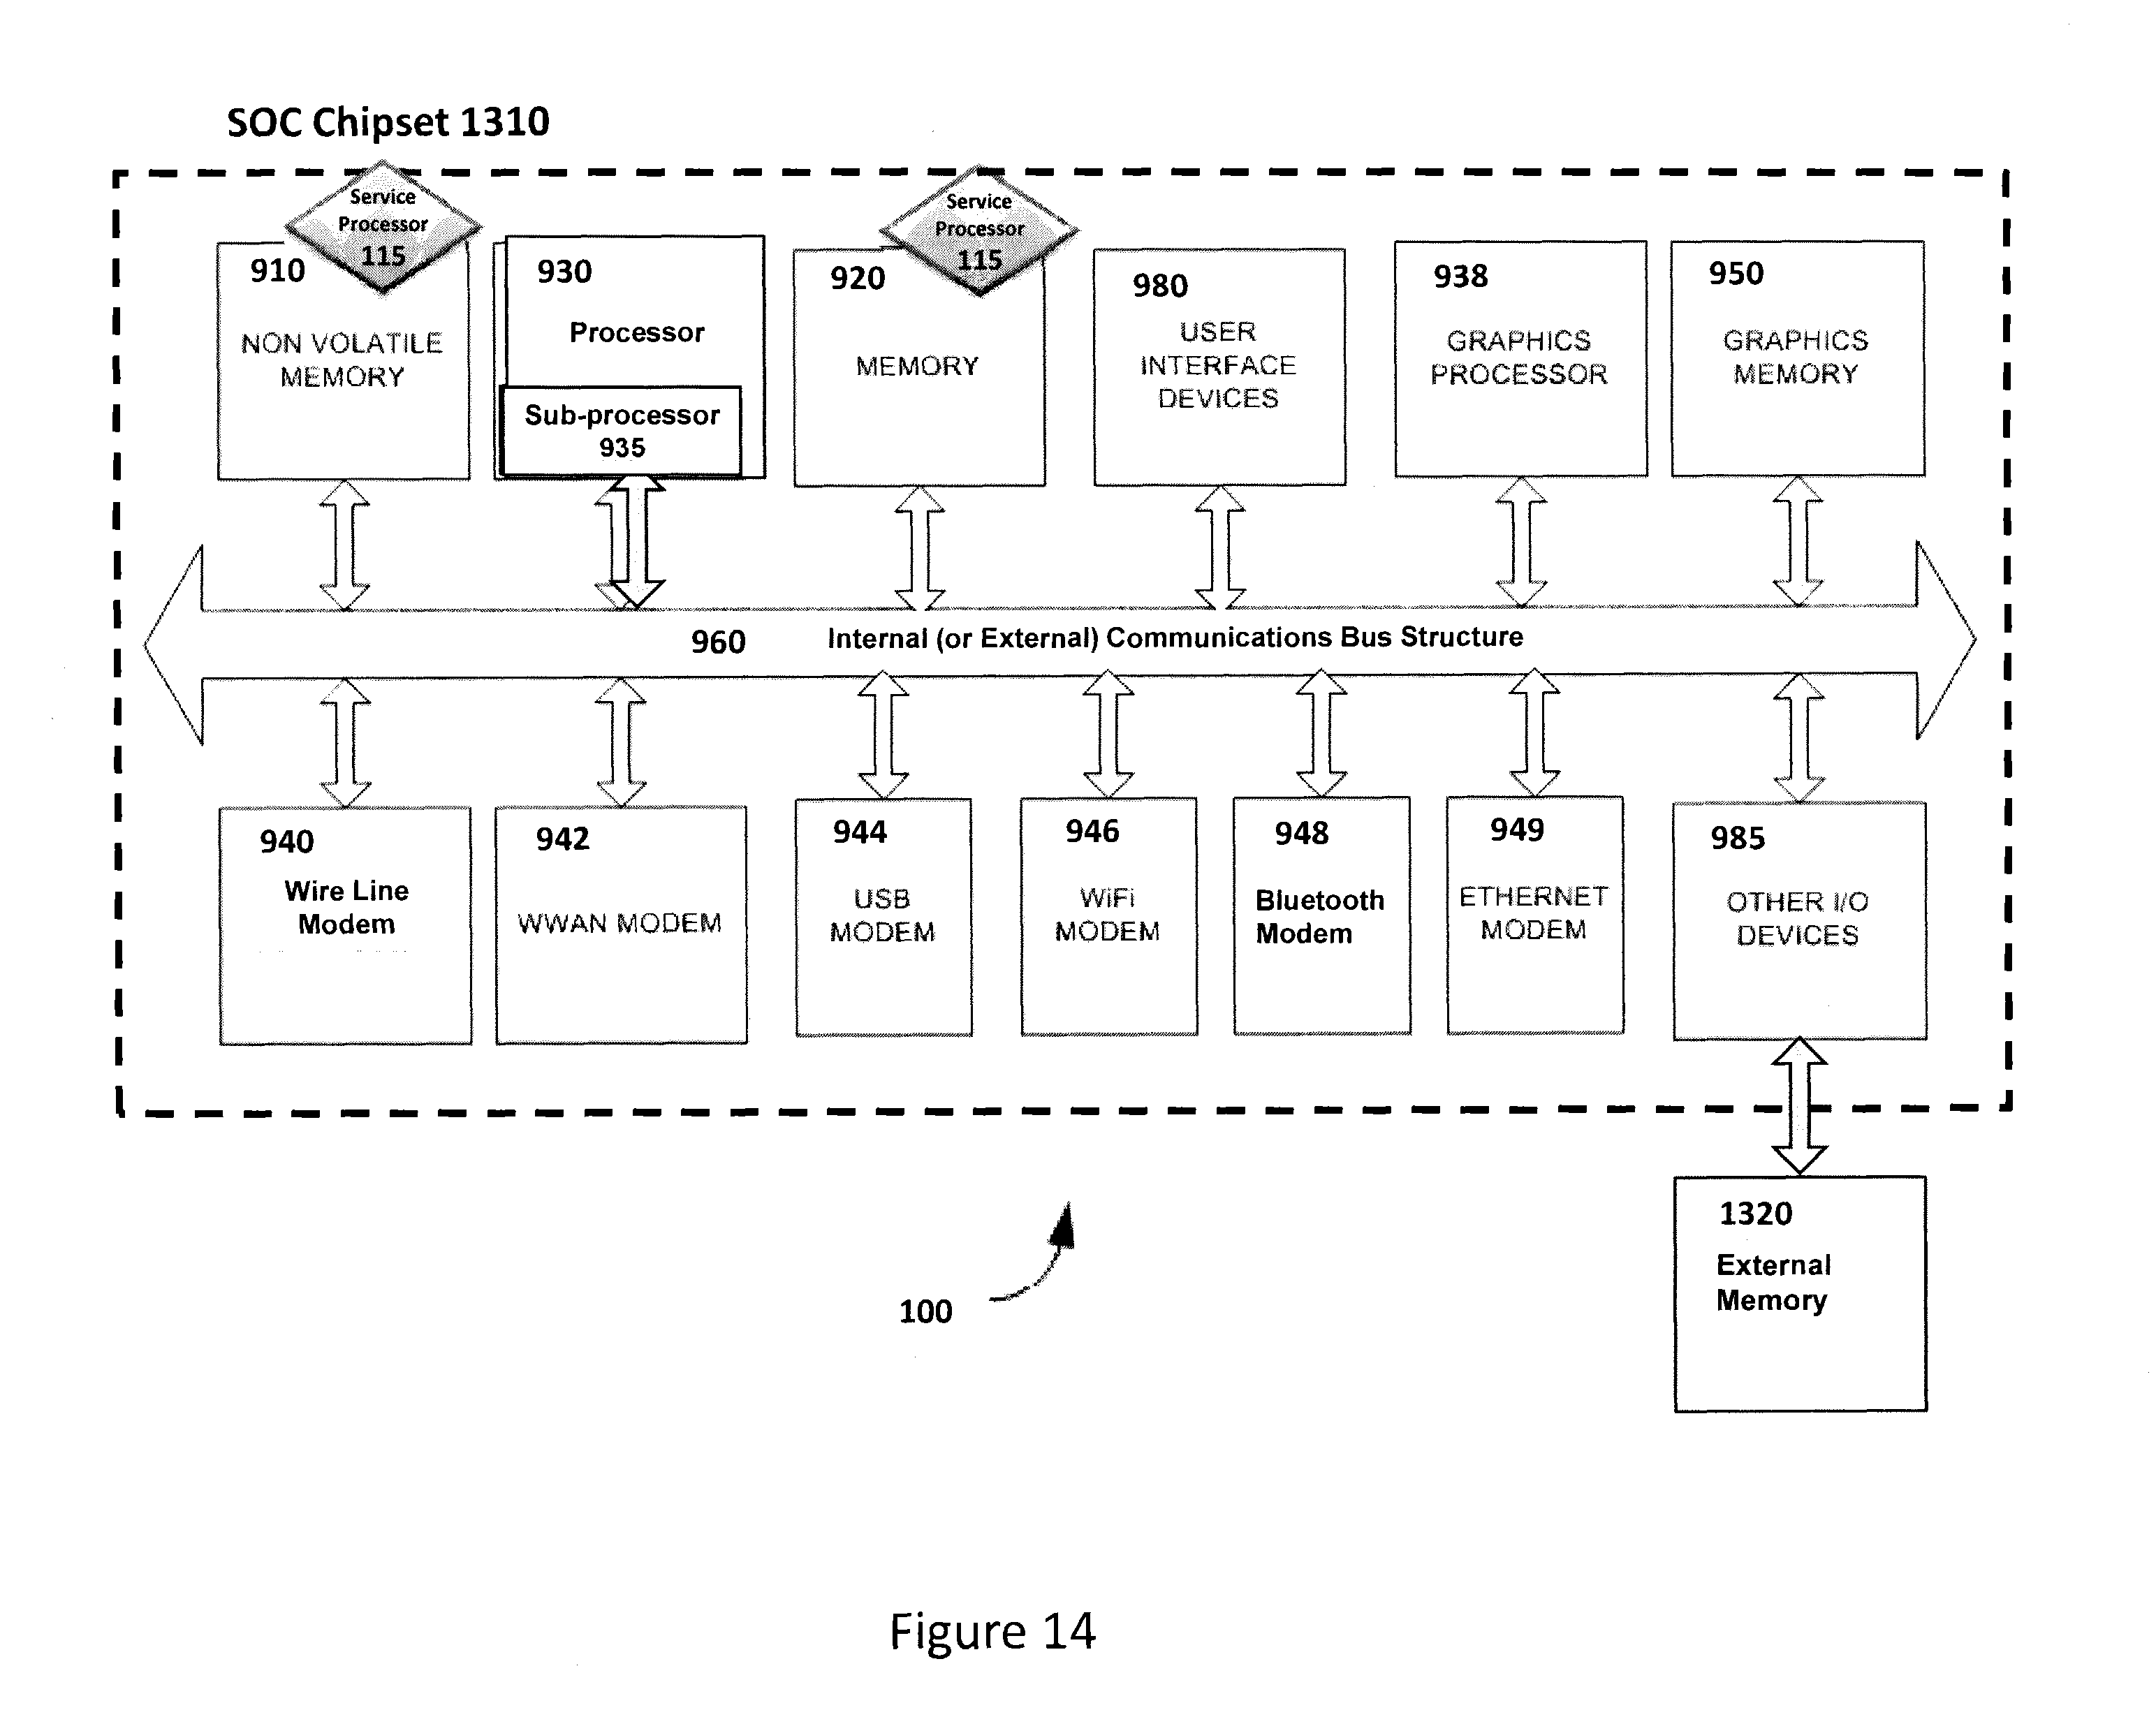 SOC Chipset 1310
Service
Processor
115
910
NON VOLATILE
MEMORY
930
Processor
Sub-processor
935
Service
Processor
115
920
MEMORY
980
USER
INTERFACE
DEVICES
938
GRAPHICS
PROCESSOR
950
GRAPHICS
MEMORY
960 Internal (or External) Communications Bus Structure
940
Wire Line
Modem
942
WWAN MODEM
944
USB
MODEM
946
WiFi
MODEM
948
Bluetooth
Modem
949
ETHERNET
MODEM
985
OTHER I/O
DEVICES
1320
External
Memory
100
Figure 14